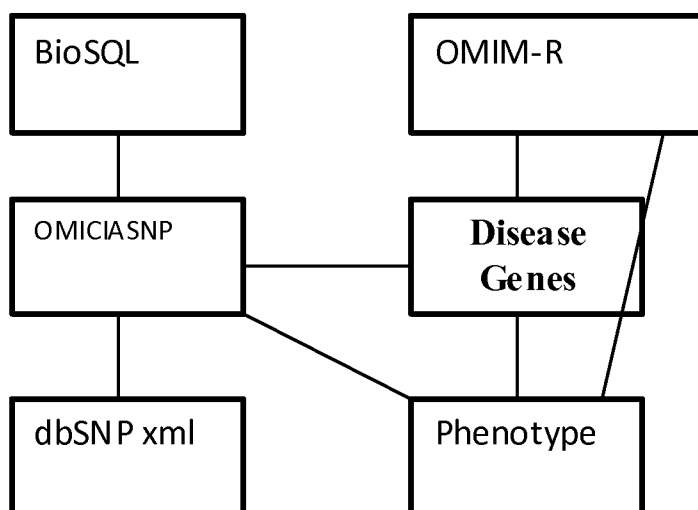 BioSQL
OMIM-R
OMICIASNP
Disease
Genes
dbSNP xml
Phenotype